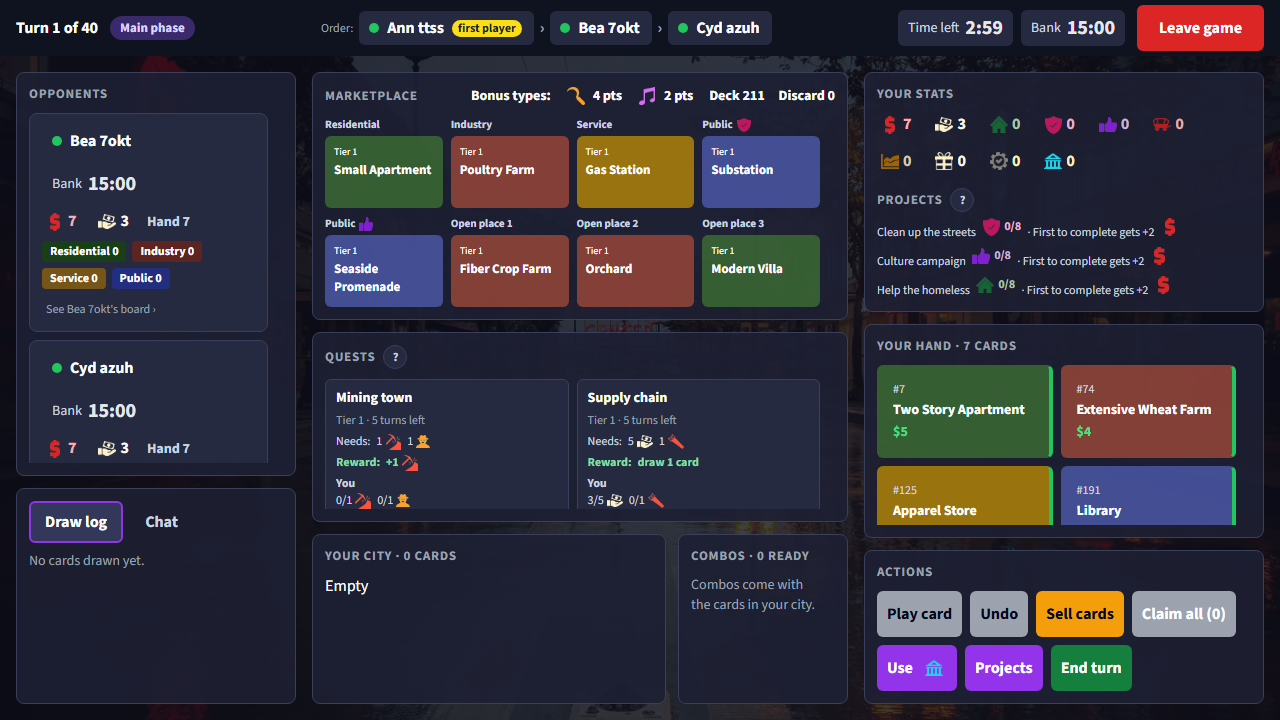 Turn 1 of 40 Main phase
Order: Ann ttss first player › Bea 7okt › Cyd azuh
Time left 2:59 Bank 15:00 Leave game
OPPONENTS
Bea 7okt
Bank 15:00
7 3 Hand 7
Residential 0 Industry 0
Service 0 Public 0
See Bea 7okt's board ›
Cyd azuh
Bank 15:00
7 3 Hand 7
Draw log Chat
No cards drawn yet.
MARKETPLACE Bonus types: 4 pts 2 pts Deck 211 Discard 0
Residential Industry Service Public
Tier 1 Tier 1 Tier 1 Tier 1
Small Apartment Poultry Farm Gas Station Substation
Public Open place 1 Open place 2 Open place 3
Tier 1 Tier 1 Tier 1 Tier 1
Seaside Fiber Crop Farm Orchard Modern Villa
Promenade
QUESTS ?
Mining town
Tier 1 · 5 turns left
Needs: 1 1
Reward: +1
You
0/1 0/1
Supply chain
Tier 1 · 5 turns left
Needs: 5 1
Reward: draw 1 card
You
3/5 0/1
YOUR CITY · 0 CARDS
Empty
COMBOS · 0 READY
Combos come with
the cards in your city.
YOUR STATS
$ 7 3 0 0 0 0
0 0 0 0
PROJECTS ?
Clean up the streets 0/8 · First to complete gets +2 $
Culture campaign 0/8 · First to complete gets +2 $
Help the homeless 0/8 · First to complete gets +2 $
YOUR HAND · 7 CARDS
#7
Two Story Apartment
$5
#74
Extensive Wheat Farm
$4
#125
Apparel Store
#191
Library
ACTIONS
Play card Undo Sell cards Claim all (0)
Use Projects End turn